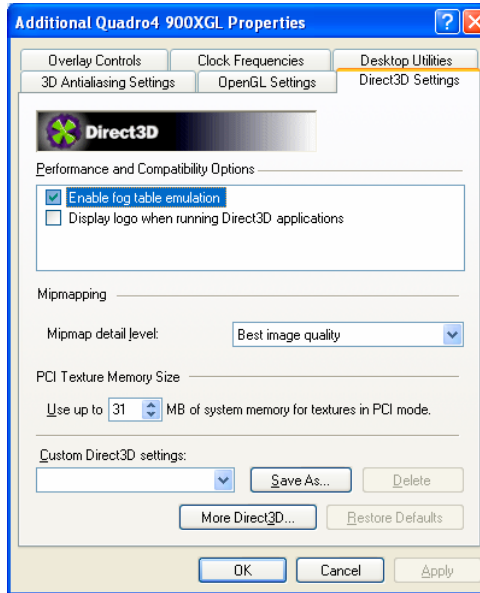 Additional Quadro4 900XGL Properties
Overlay Controls Clock Frequencies Desktop Utilities
3D Antialiasing Settings OpenGL Settings Direct3D Settings
Direct3D
Performance and Compatibility Options
Enable fog table emulation
Display logo when running Direct3D applications
Mipmapping
Mipmap detail level: Best image quality
PCI Texture Memory Size
Use up to 31 MB of system memory for textures in PCI mode.
Custom Direct3D settings:
Save As... Delete
More Direct3D... Restore Defaults
OK Cancel Apply